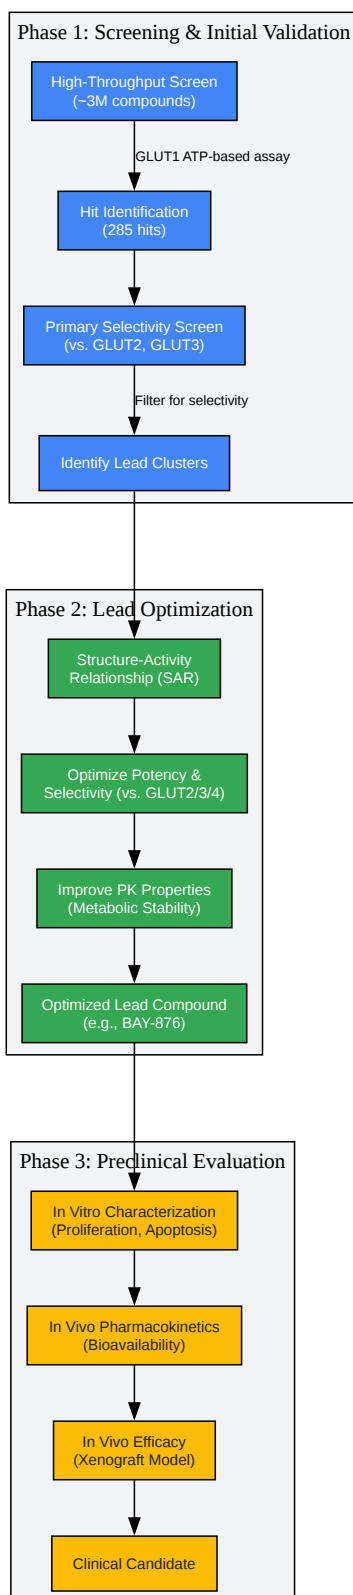 Phase 1: Screening & Initial Validation
High-Throughput Screen
(~3M compounds)
GLUT1 ATP-based assay
Hit Identification
(285 hits)
Primary Selectivity Screen
(vs. GLUT2, GLUT3)
Filter for selectivity
Identify Lead Clusters
Phase 2: Lead Optimization
Structure-Activity
Relationship (SAR)
Optimize Potency &
Selectivity (vs. GLUT2/3/4)
Improve PK Properties
(Metabolic Stability)
Optimized Lead Compound
(e.g., BAY-876)
Phase 3: Preclinical Evaluation
In Vitro Characterization
(Proliferation, Apoptosis)
In Vivo Pharmacokinetics
(Bioavailability)
In Vivo Efficacy
(Xenograft Model)
Clinical Candidate